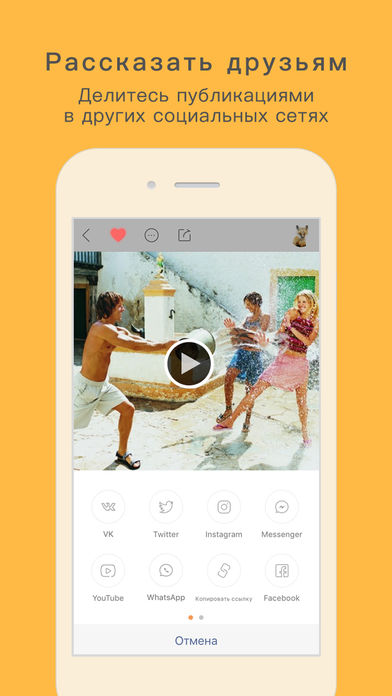 Рассказать друзьям
Делитесь публикациями
в других социальных сетях
VK
Twitter
Instagram
Messenger
YouTube
WhatsApp
Копировать ссылку
Facebook
Отмена